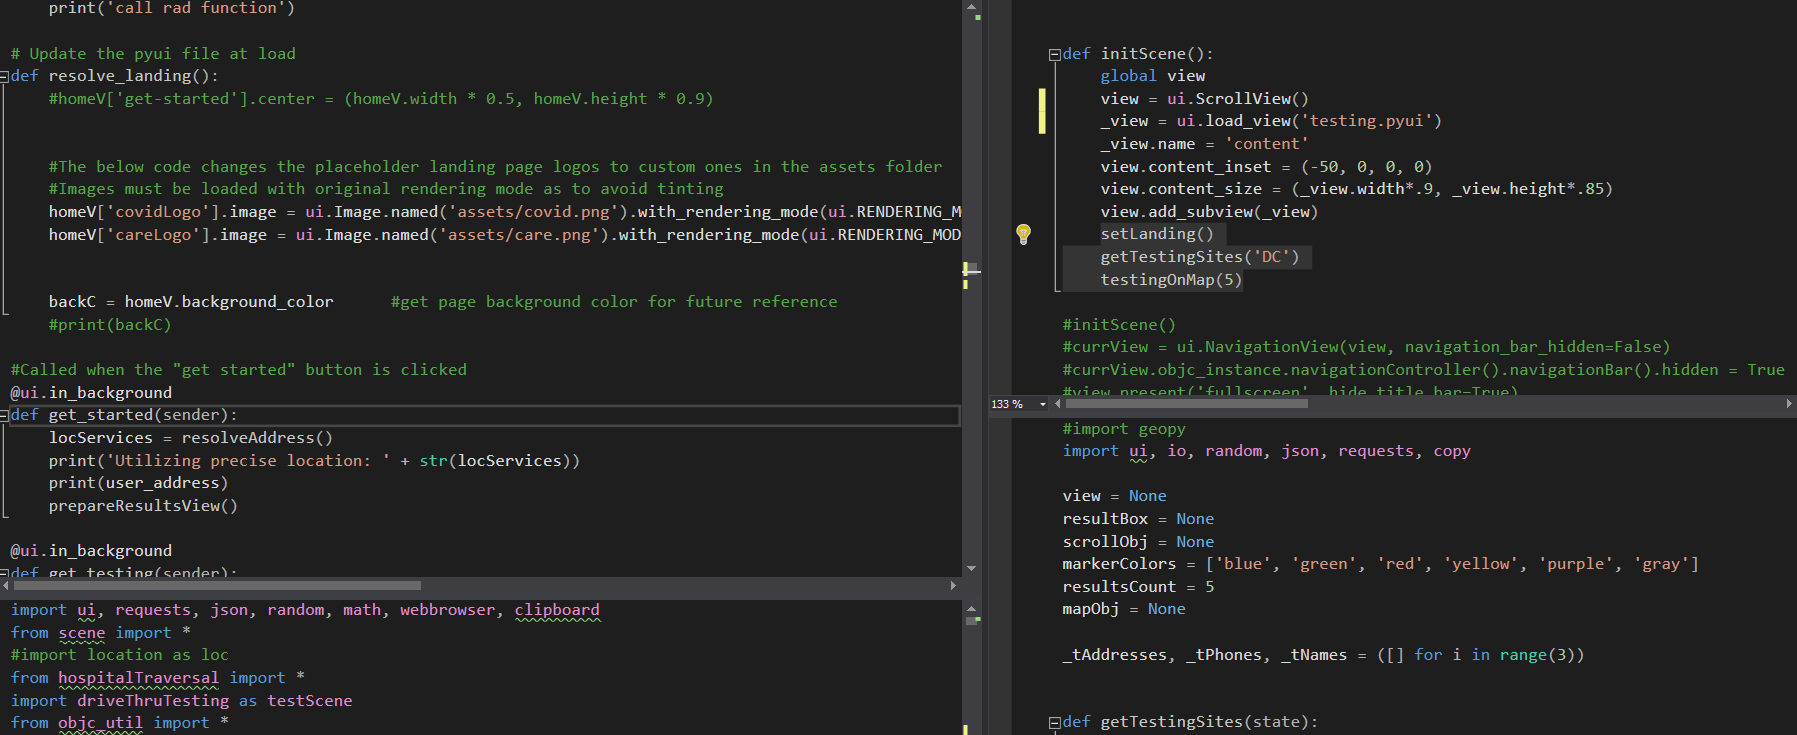 print('call rad function')
# Update the pyui file at load
def resolve_landing():
#homeV['get-started'].center = (homeV.width * 0.5, homeV.height * 0.9)
#The below code changes the placeholder landing page logos to custom ones in the assets folder
#Images must be loaded with original rendering mode as to avoid tinting
homeV['covidLogo'].image = ui.Image.named('assets/covid.png').with_rendering_mode(ui.RENDERING_M
homeV['careLogo'].image = ui.Image.named('assets/care.png').with_rendering_mode(ui.RENDERING_MOD
backC = homeV.background_color      #get page background color for future reference
#print(backC)
#Called when the "get started" button is clicked
@ui.in_background
def get_started(sender):
locServices = resolveAddress()
print('Utilizing precise location: ' + str(locServices))
print(user_address)
prepareResultsView()
@ui.in_background
def get_testing(sender):
import ui, requests, json, random, math, webbrowser, clipboard
from scene import *
#import location as loc
from hospitalTraversal import *
import driveThruTesting as testScene
from objc_util import *
def initScene():
global view
view = ui.ScrollView()
_view = ui.load_view('testing.pyui')
_view.name = 'content'
view.content_inset = (-50, 0, 0, 0)
view.content_size = (_view.width*.9, _view.height*.85)
view.add_subview(_view)
setLanding()
getTestingSites('DC')
testingOnMap(5)
#initScene()
#currView = ui.NavigationView(view, navigation_bar_hidden=False)
#currView.objc_instance.navigationController().navigationBar().hidden = True
#view.present('fullscreen', hide_title_bar=True)
133 %
#import geopy
import ui, io, random, json, requests, copy
view = None
resultBox = None
scrollObj = None
markerColors = ['blue', 'green', 'red', 'yellow', 'purple', 'gray']
resultsCount = 5
mapObj = None
_tAddresses, _tPhones, _tNames = ([] for i in range(3))
def getTestingSites(state):